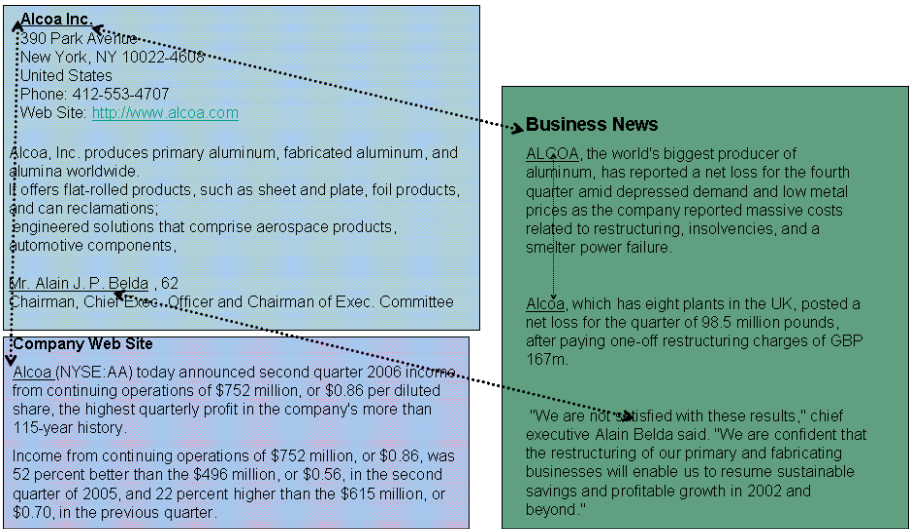 Alcoa Inc.
390 Park Avenue
New York, NY 10022-4608
United States
Phone: 412-553-4707
Web Site: http://www.alcoa.com
Alcoa, Inc. produces primary aluminum, fabricated aluminum, and
alumina worldwide.
It offers flat-rolled products, such as sheet and plate, foil products,
and can reclamations;
engineered solutions that comprise aerospace products,
automotive components,
Mr. Alain J. P. Belda , 62
Chairman, Chief Exec. Officer and Chairman of Exec. Committee
Company Web Site
Alcoa (NYSE:AA) today announced second quarter 2006 income
from continuing operations of $752 million, or $0.86 per diluted
share, the highest quarterly profit in the company's more than
115-year history.
Income from continuing operations of $752 million, or $0.86, was
52 percent better than the $496 million, or $0.56, in the second
quarter of 2005, and 22 percent higher than the $615 million, or
$0.70, in the previous quarter.
Business News
ALCOA, the world's biggest producer of
aluminum, has reported a net loss for the fourth
quarter amid depressed demand and low metal
prices as the company reported massive costs
related to restructuring, insolvencies, and a
smelter power failure.
Alcoa, which has eight plants in the UK, posted a
net loss for the quarter of 98.5 million pounds,
after paying one-off restructuring charges of GBP
167m.
"We are not satisfied with these results," chief
executive Alain Belda said. "We are confident that
the restructuring of our primary and fabricating
businesses will enable us to resume sustainable
savings and profitable growth in 2002 and
beyond."